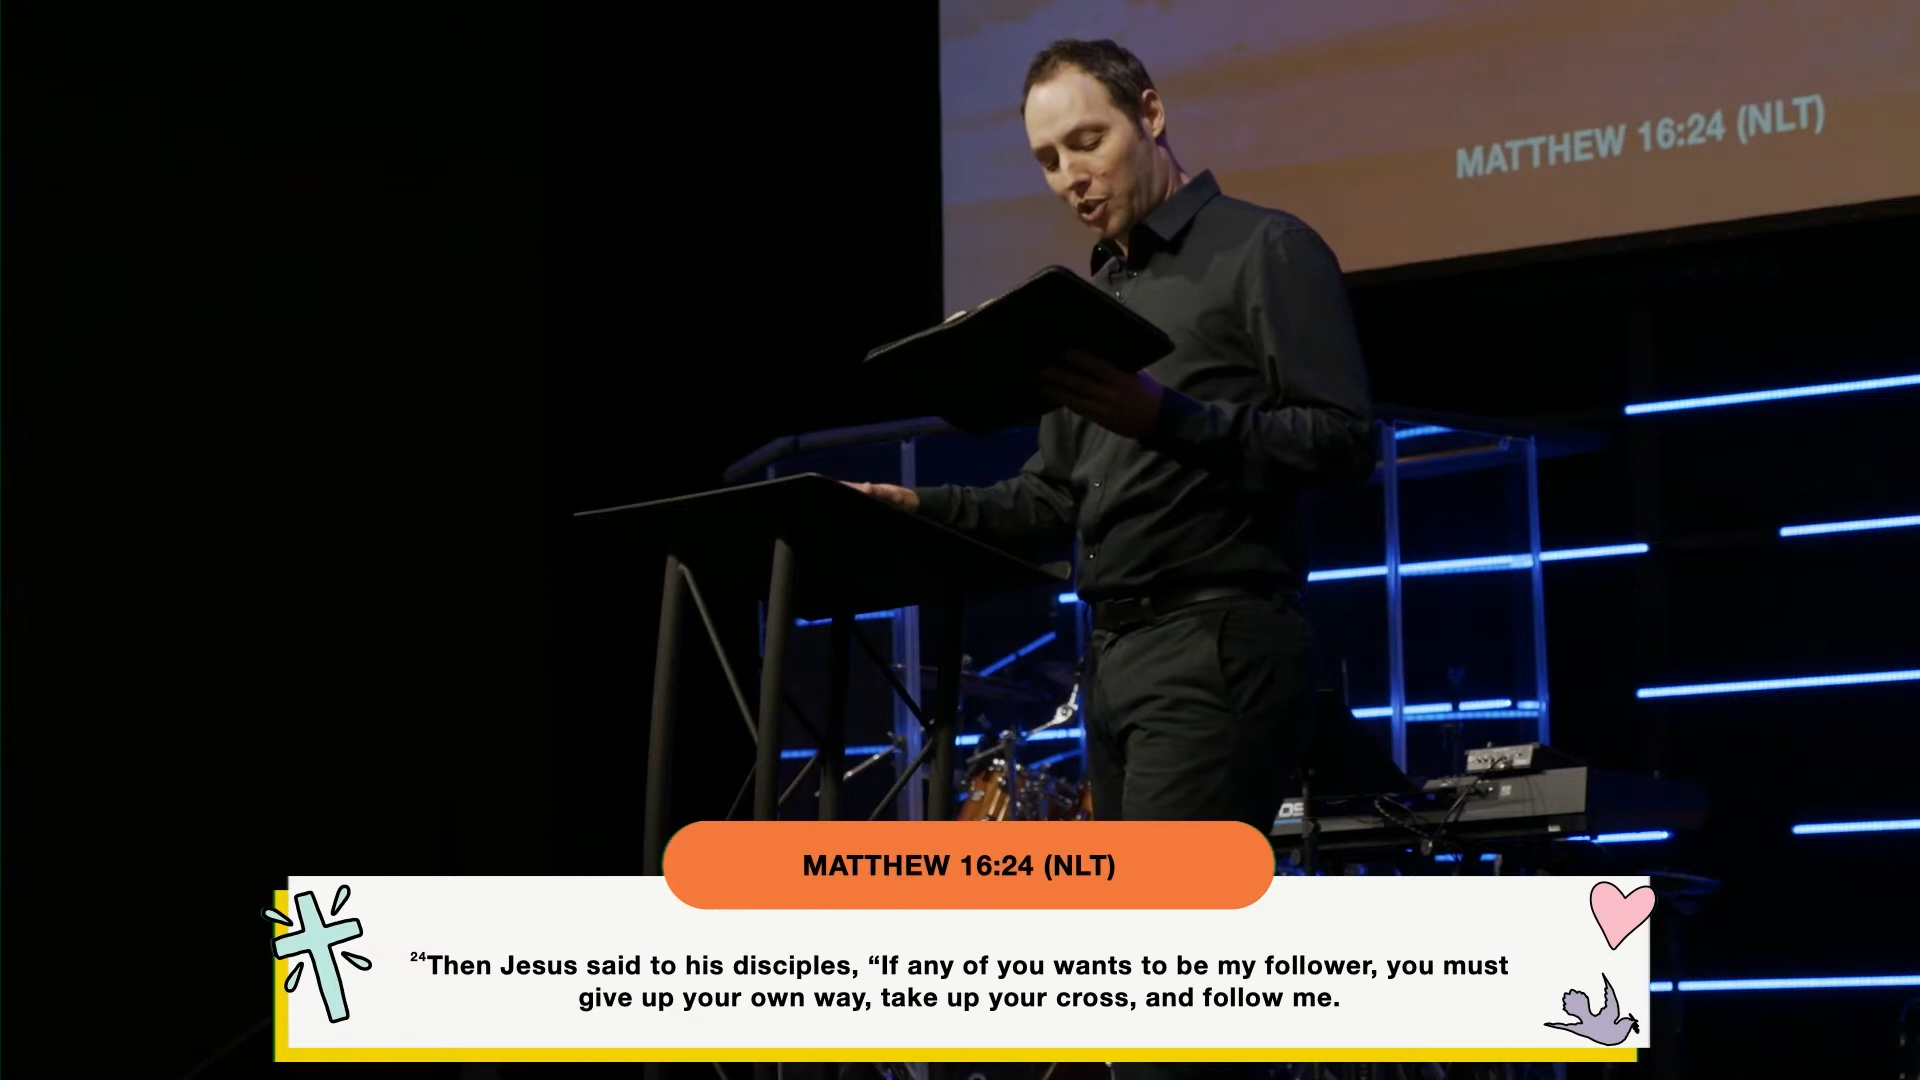 MATTHEW 16:24 (NLT)
MATTHEW 16:24 (NLT)
²⁴Then Jesus said to his disciples, “If any of you wants to be my follower, you must
give up your own way, take up your cross, and follow me.